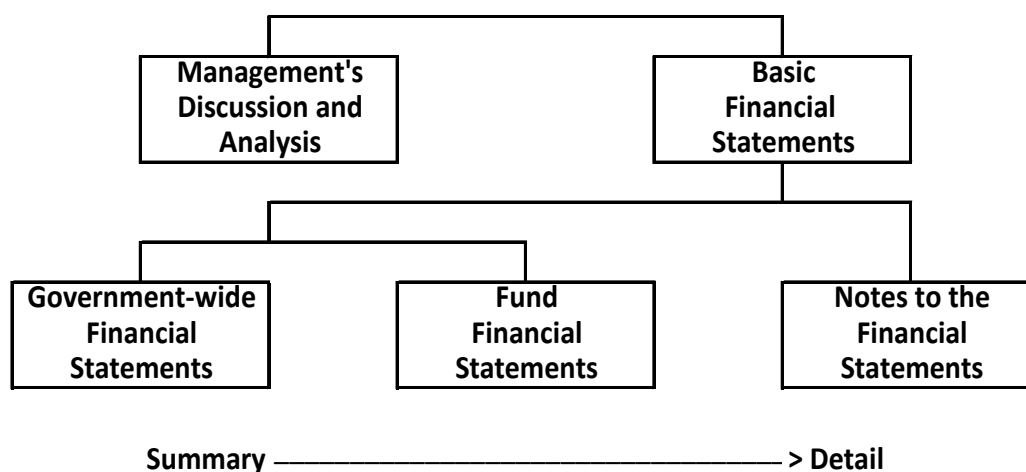 Management's
Discussion and
Analysis
Basic
Financial
Statements
Government-wide
Financial
Statements
Fund
Financial
Statements
Notes to the
Financial
Statements
Summary ––––––––––––––––––––––––––––––––––––– > Detail